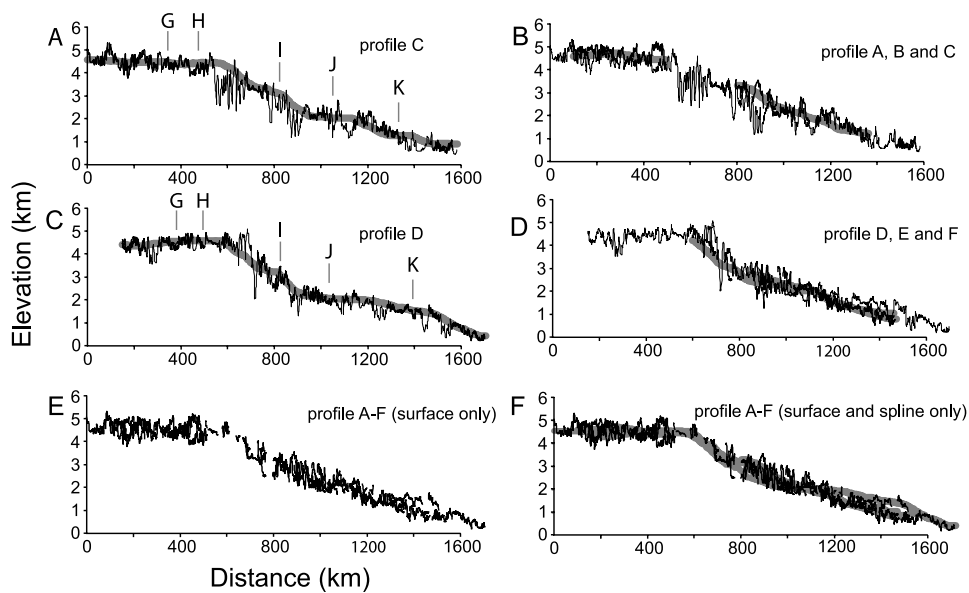 A
G H
profile C
I
J
K
6
5
4
3
2
1
0
0 400 800 1200 1600
B
profile A, B and C
6
5
4
3
2
1
0
0 400 800 1200 1600
Elevation (km)
C
G H
profile D
I
J
K
6
5
4
3
2
1
0
0 400 800 1200 1600
D
profile D, E and F
6
5
4
3
2
1
0
0 400 800 1200 1600
E
profile A-F (surface only)
6
5
4
3
2
1
0
0 400 800 1200 1600
F
profile A-F (surface and spline only)
6
5
4
3
2
1
0
0 400 800 1200 1600
Distance (km)